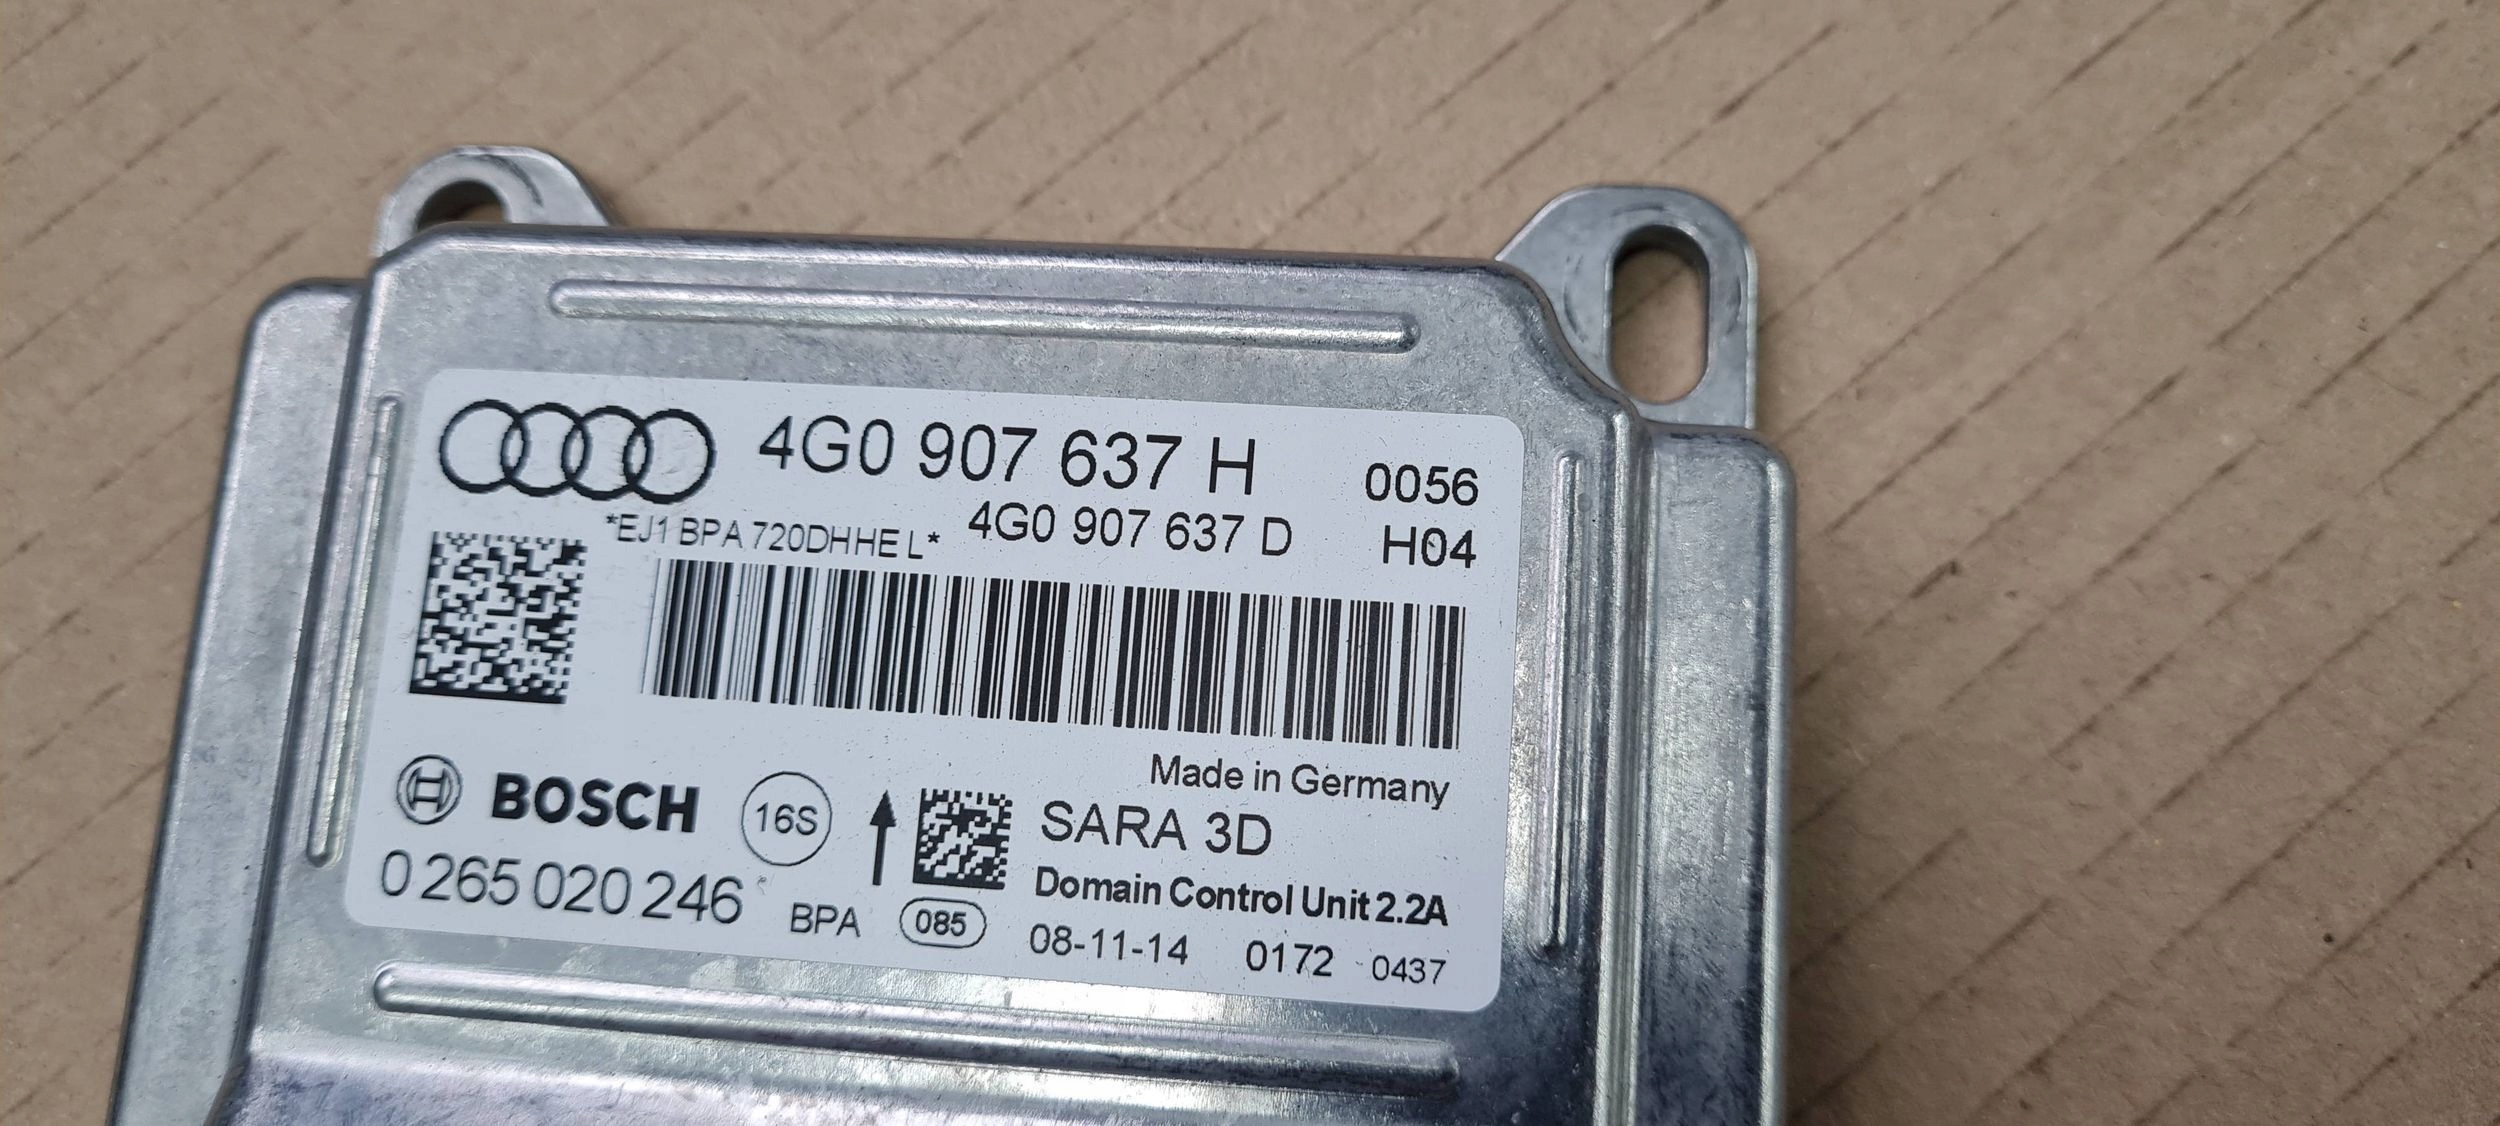 4G0 907 637 H 0056
*EJ1 BPA 720DHHE L* 4G0 907 637 D H04
Made in Germany
BOSCH 16S SARA 3D
Domain Control Unit 2.2A
0 265 020 246 BPA 085 08-11-14 0172 0437